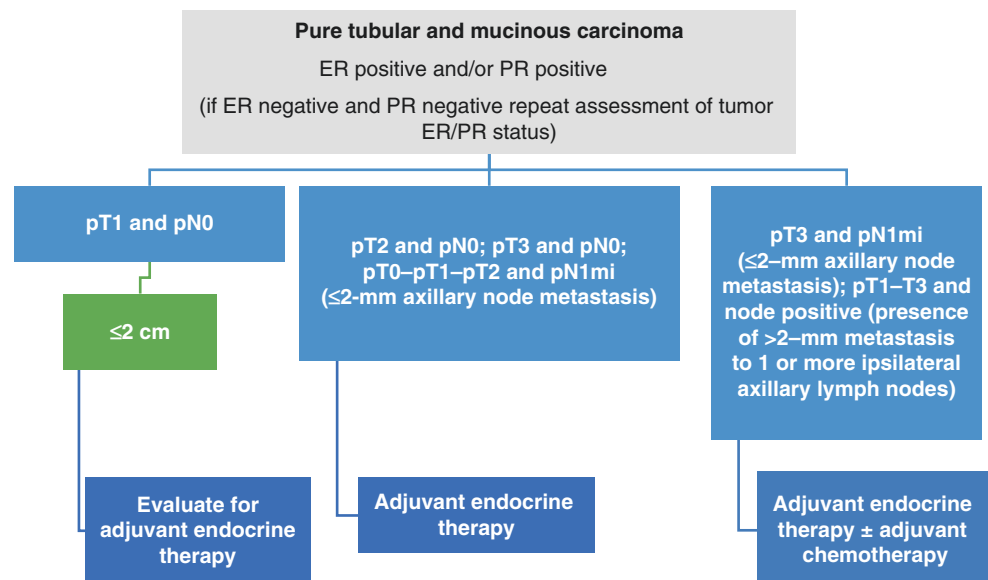 Pure tubular and mucinous carcinoma
ER positive and/or PR positive
(if ER negative and PR negative repeat assessment of tumor
ER/PR status)
pT1 and pN0
≤2 cm
Evaluate for
adjuvant endocrine
therapy
pT2 and pN0; pT3 and pN0;
pT0–pT1–pT2 and pN1mi
(≤2-mm axillary node metastasis)
Adjuvant endocrine
therapy
pT3 and pN1mi
(≤2–mm axillary node
metastasis); pT1–T3 and
node positive (presence
of >2–mm metastasis
to 1 or more ipsilateral
axillary lymph nodes)
Adjuvant endocrine
therapy ± adjuvant
chemotherapy